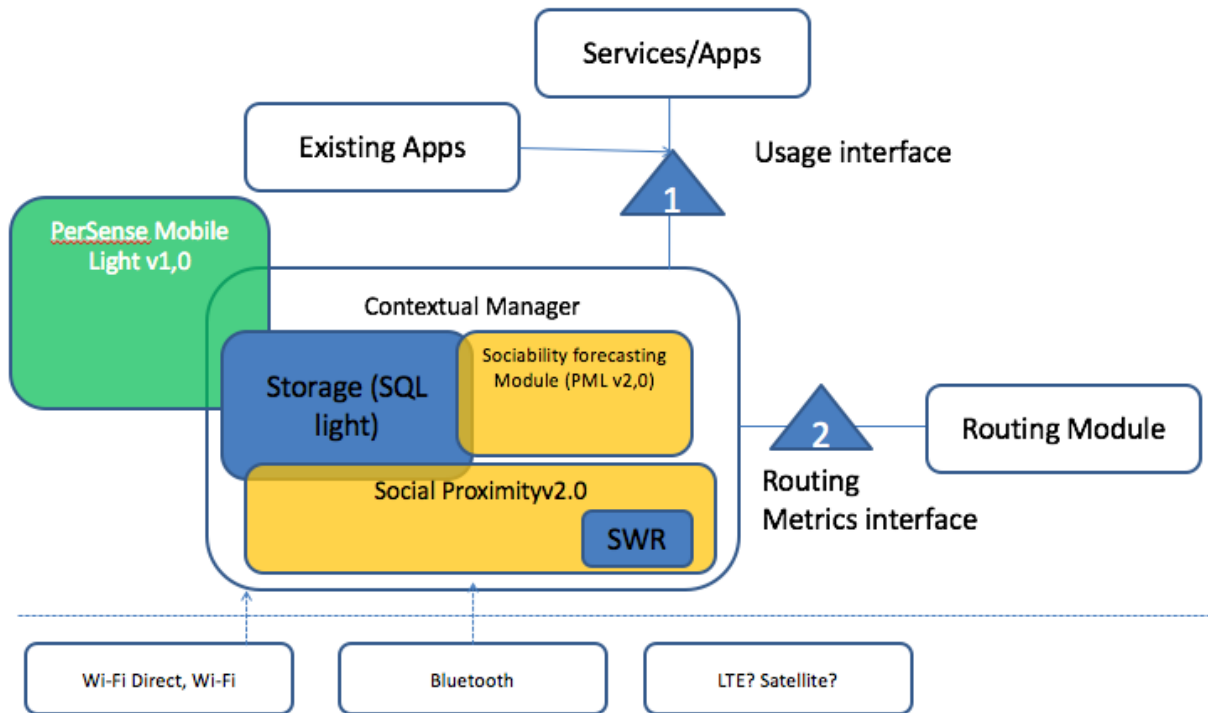 Services/Apps
Existing Apps
Usage interface
1
PerSense Mobile
Light v1,0
Contextual Manager
Sociability forecasting
Module (PML v2,0)
Storage (SQL
light)
2
Routing Module
Routing
Metrics interface
Social Proximityv2.0
SWR
Wi-Fi Direct, Wi-Fi
Bluetooth
LTE? Satellite?